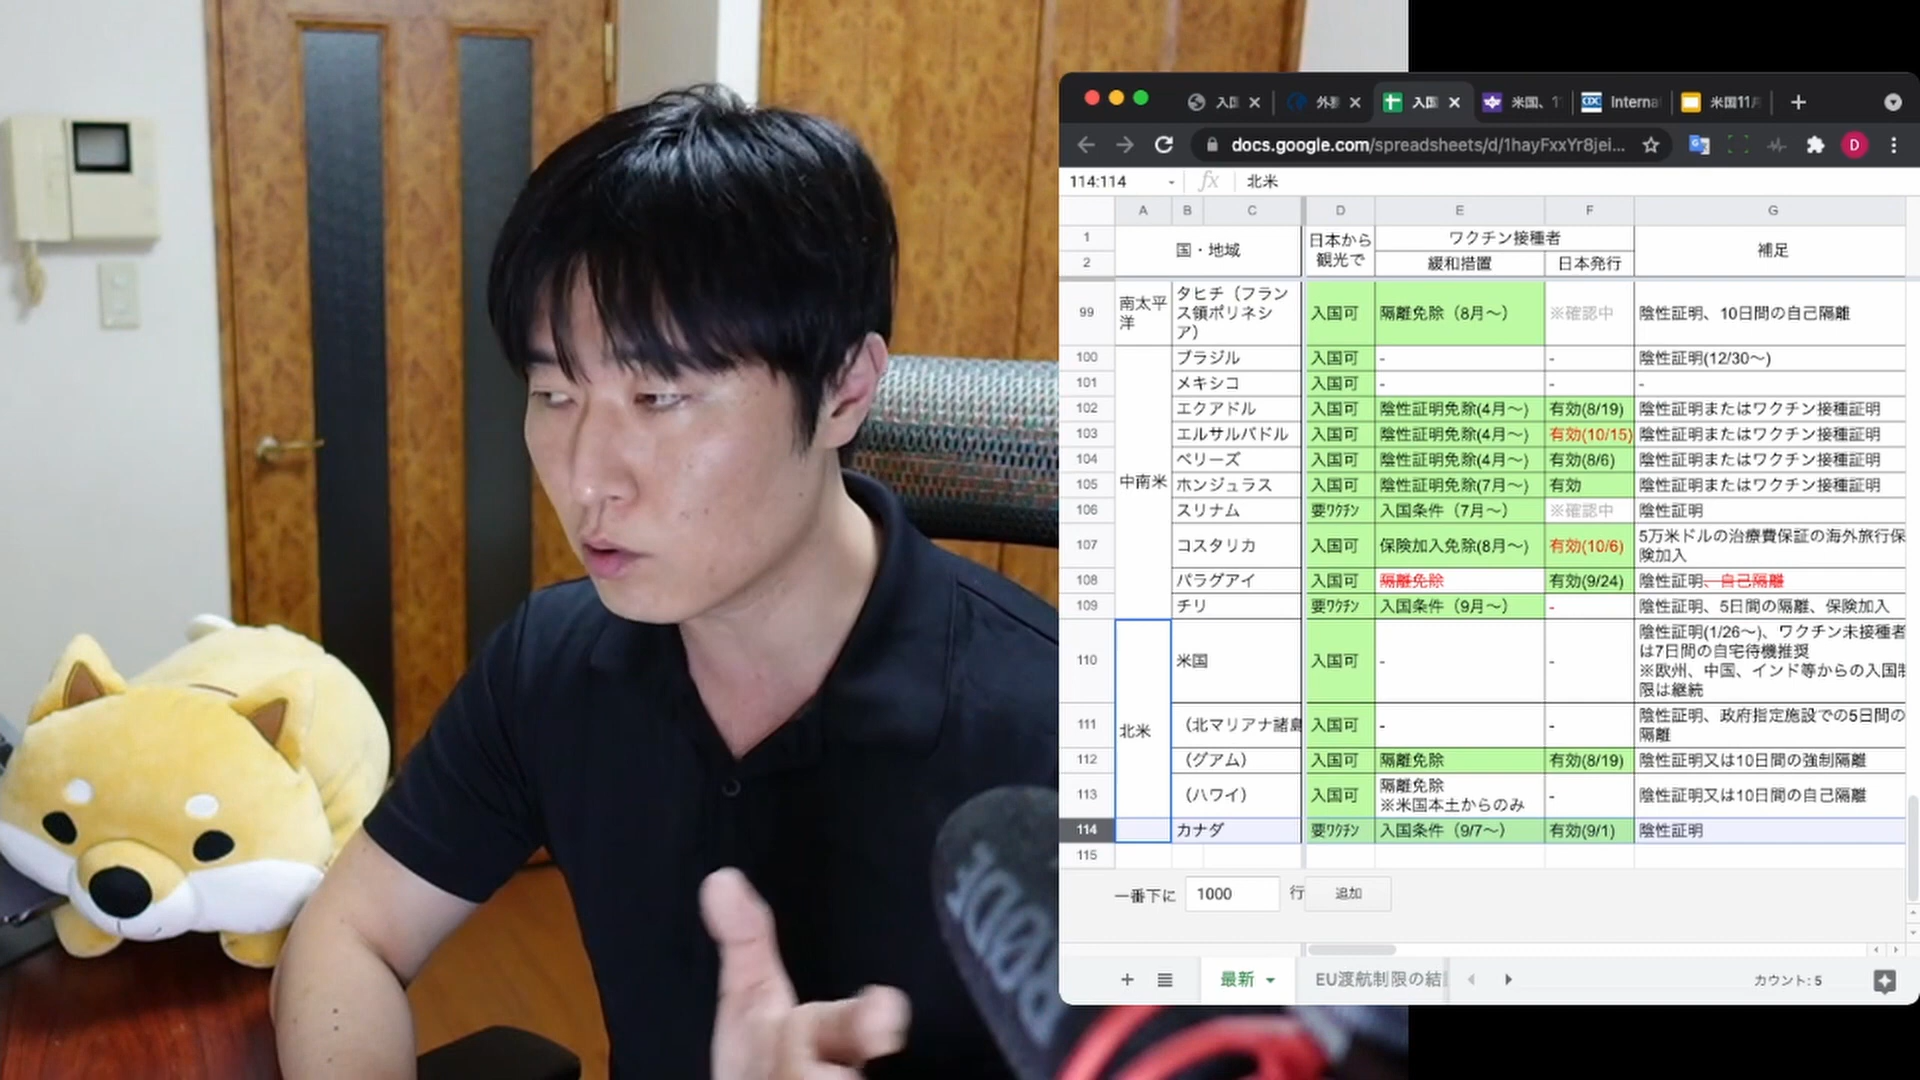 入国
外務
入国
米国、1
Interna
米国11月
docs.google.com/spreadsheets/d/1hayFxxYr8jei...
D
114:114
fx
北米
A B C D E F G
1 国・地域 日本から観光で ワクチン接種者 補足
2 緩和措置 日本発行
99 南太平洋 タヒチ（フランス領ポリネシア） 入国可 隔離免除（8月〜） ※確認中 陰性証明、10日間の自己隔離
100 中南米 ブラジル 入国可 - - 陰性証明(12/30〜)
101 メキシコ 入国可 - - -
102 エクアドル 入国可 陰性証明免除(4月〜) 有効(8/19) 陰性証明またはワクチン接種証明
103 エルサルバドル 入国可 陰性証明免除(4月〜) 有効(10/15) 陰性証明またはワクチン接種証明
104 ベリーズ 入国可 陰性証明免除(4月〜) 有効(8/6) 陰性証明またはワクチン接種証明
105 ホンジュラス 入国可 陰性証明免除(7月〜) 有効 陰性証明またはワクチン接種証明
106 スリナム 要ワクチン 入国条件（7月〜） ※確認中 陰性証明
107 コスタリカ 入国可 保険加入免除(8月〜) 有効(10/6) 5万米ドルの治療費保証の海外旅行保険加入
108 パラグアイ 入国可 隔離免除 有効(9/24) 陰性証明、自己隔離
109 チリ 要ワクチン 入国条件（9月〜） - 陰性証明、5日間の隔離、保険加入
110 北米 米国 入国可 - - 陰性証明(1/26〜)、ワクチン未接種者は7日間の自宅待機推奨
※欧州、中国、インド等からの入国制限は継続
111 （北マリアナ諸島 入国可 - - 陰性証明、政府指定施設での5日間の隔離
112 （グアム） 入国可 隔離免除 有効(8/19) 陰性証明又は10日間の強制隔離
113 （ハワイ） 入国可 隔離免除 ※米国本土からのみ - 陰性証明又は10日間の自己隔離
114 カナダ 要ワクチン 入国条件（9/7〜） 有効(9/1) 陰性証明
115
一番下に 1000 行 追加
最新
EU渡航制限の結
カウント: 5
RØDE